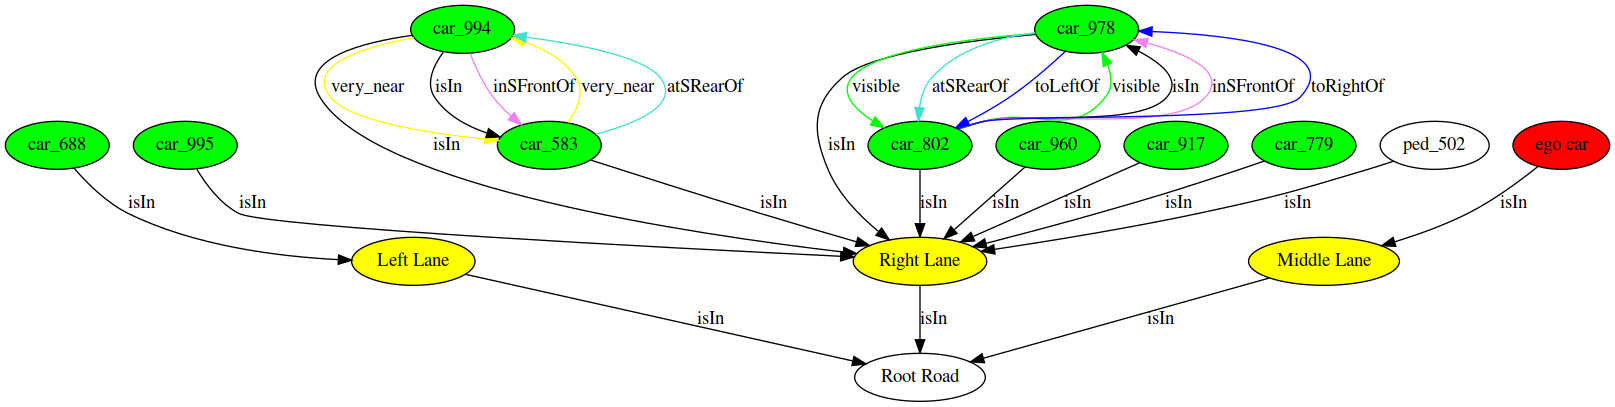 car_994
car_978
very_near
isIn
inSFrontOf
very_near
atSRearOf
visible
atSRearOf
toLeftOf
visible
isIn
inSFrontOf
toRightOf
car_688
car_995
isIn
car_583
isIn
car_802
car_960
car_917
car_779
ped_502
ego car
isIn
isIn
isIn
isIn
isIn
isIn
isIn
isIn
isIn
Left Lane
Right Lane
Middle Lane
isIn
isIn
isIn
Root Road